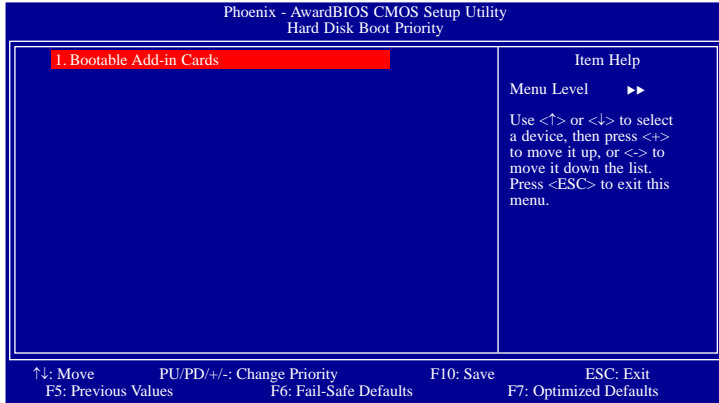 Phoenix - AwardBIOS CMOS Setup Utility
Hard Disk Boot Priority
1. Bootable Add-in Cards
Item Help
Menu Level ▶▶
Use <↑> or <↓> to select
a device, then press <+>
to move it up, or <-> to
move it down the list.
Press <ESC> to exit this
menu.
↑↓: Move PU/PD/+/-: Change Priority F10: Save ESC: Exit
F5: Previous Values F6: Fail-Safe Defaults F7: Optimized Defaults